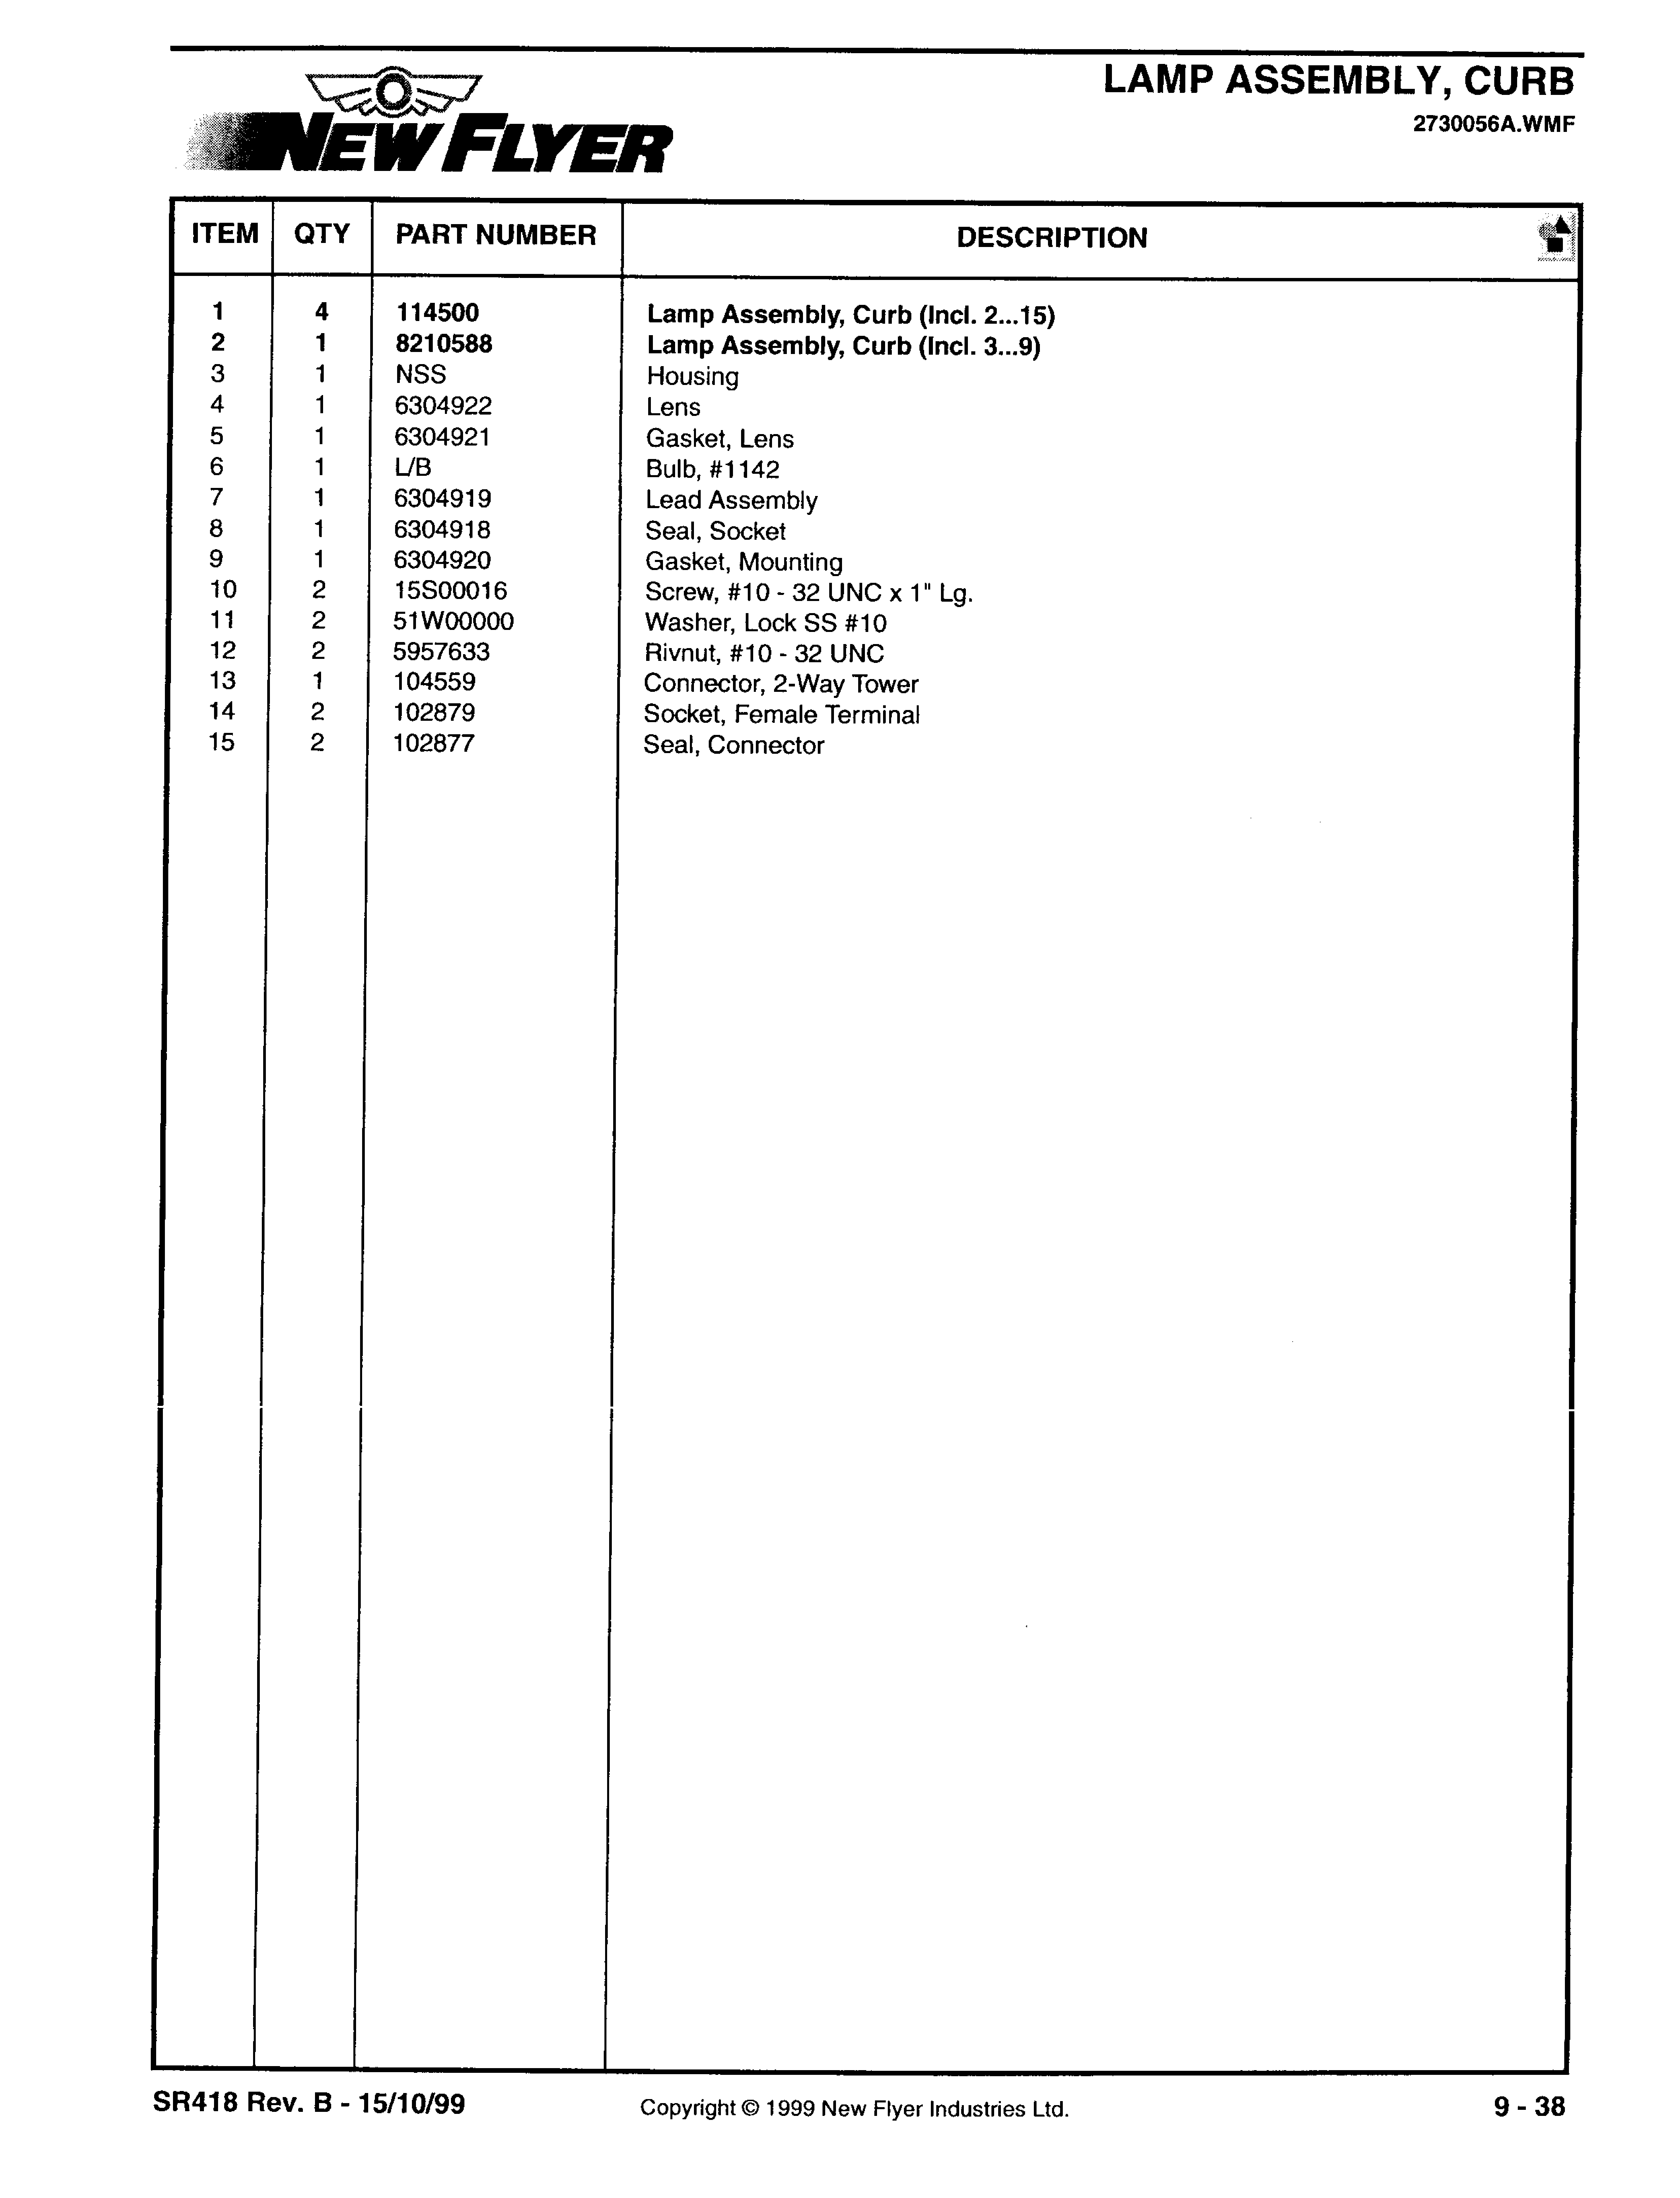 NEW FLYER
LAMP ASSEMBLY, CURB
2730056A.WMF
ITEM QTY PART NUMBER DESCRIPTION
1 4 114500 Lamp Assembly, Curb (Incl. 2...15)
2 1 8210588 Lamp Assembly, Curb (Incl. 3...9)
3 1 NSS Housing
4 1 6304922 Lens
5 1 6304921 Gasket, Lens
6 1 L/B Bulb, #1142
7 1 6304919 Lead Assembly
8 1 6304918 Seal, Socket
9 1 6304920 Gasket, Mounting
10 2 15S00016 Screw, #10 - 32 UNC x 1" Lg.
11 2 51W00000 Washer, Lock SS #10
12 2 5957633 Rivnut, #10 - 32 UNC
13 1 104559 Connector, 2-Way Tower
14 2 102879 Socket, Female Terminal
15 2 102877 Seal, Connector
SR418 Rev. B - 15/10/99 Copyright © 1999 New Flyer Industries Ltd. 9 - 38